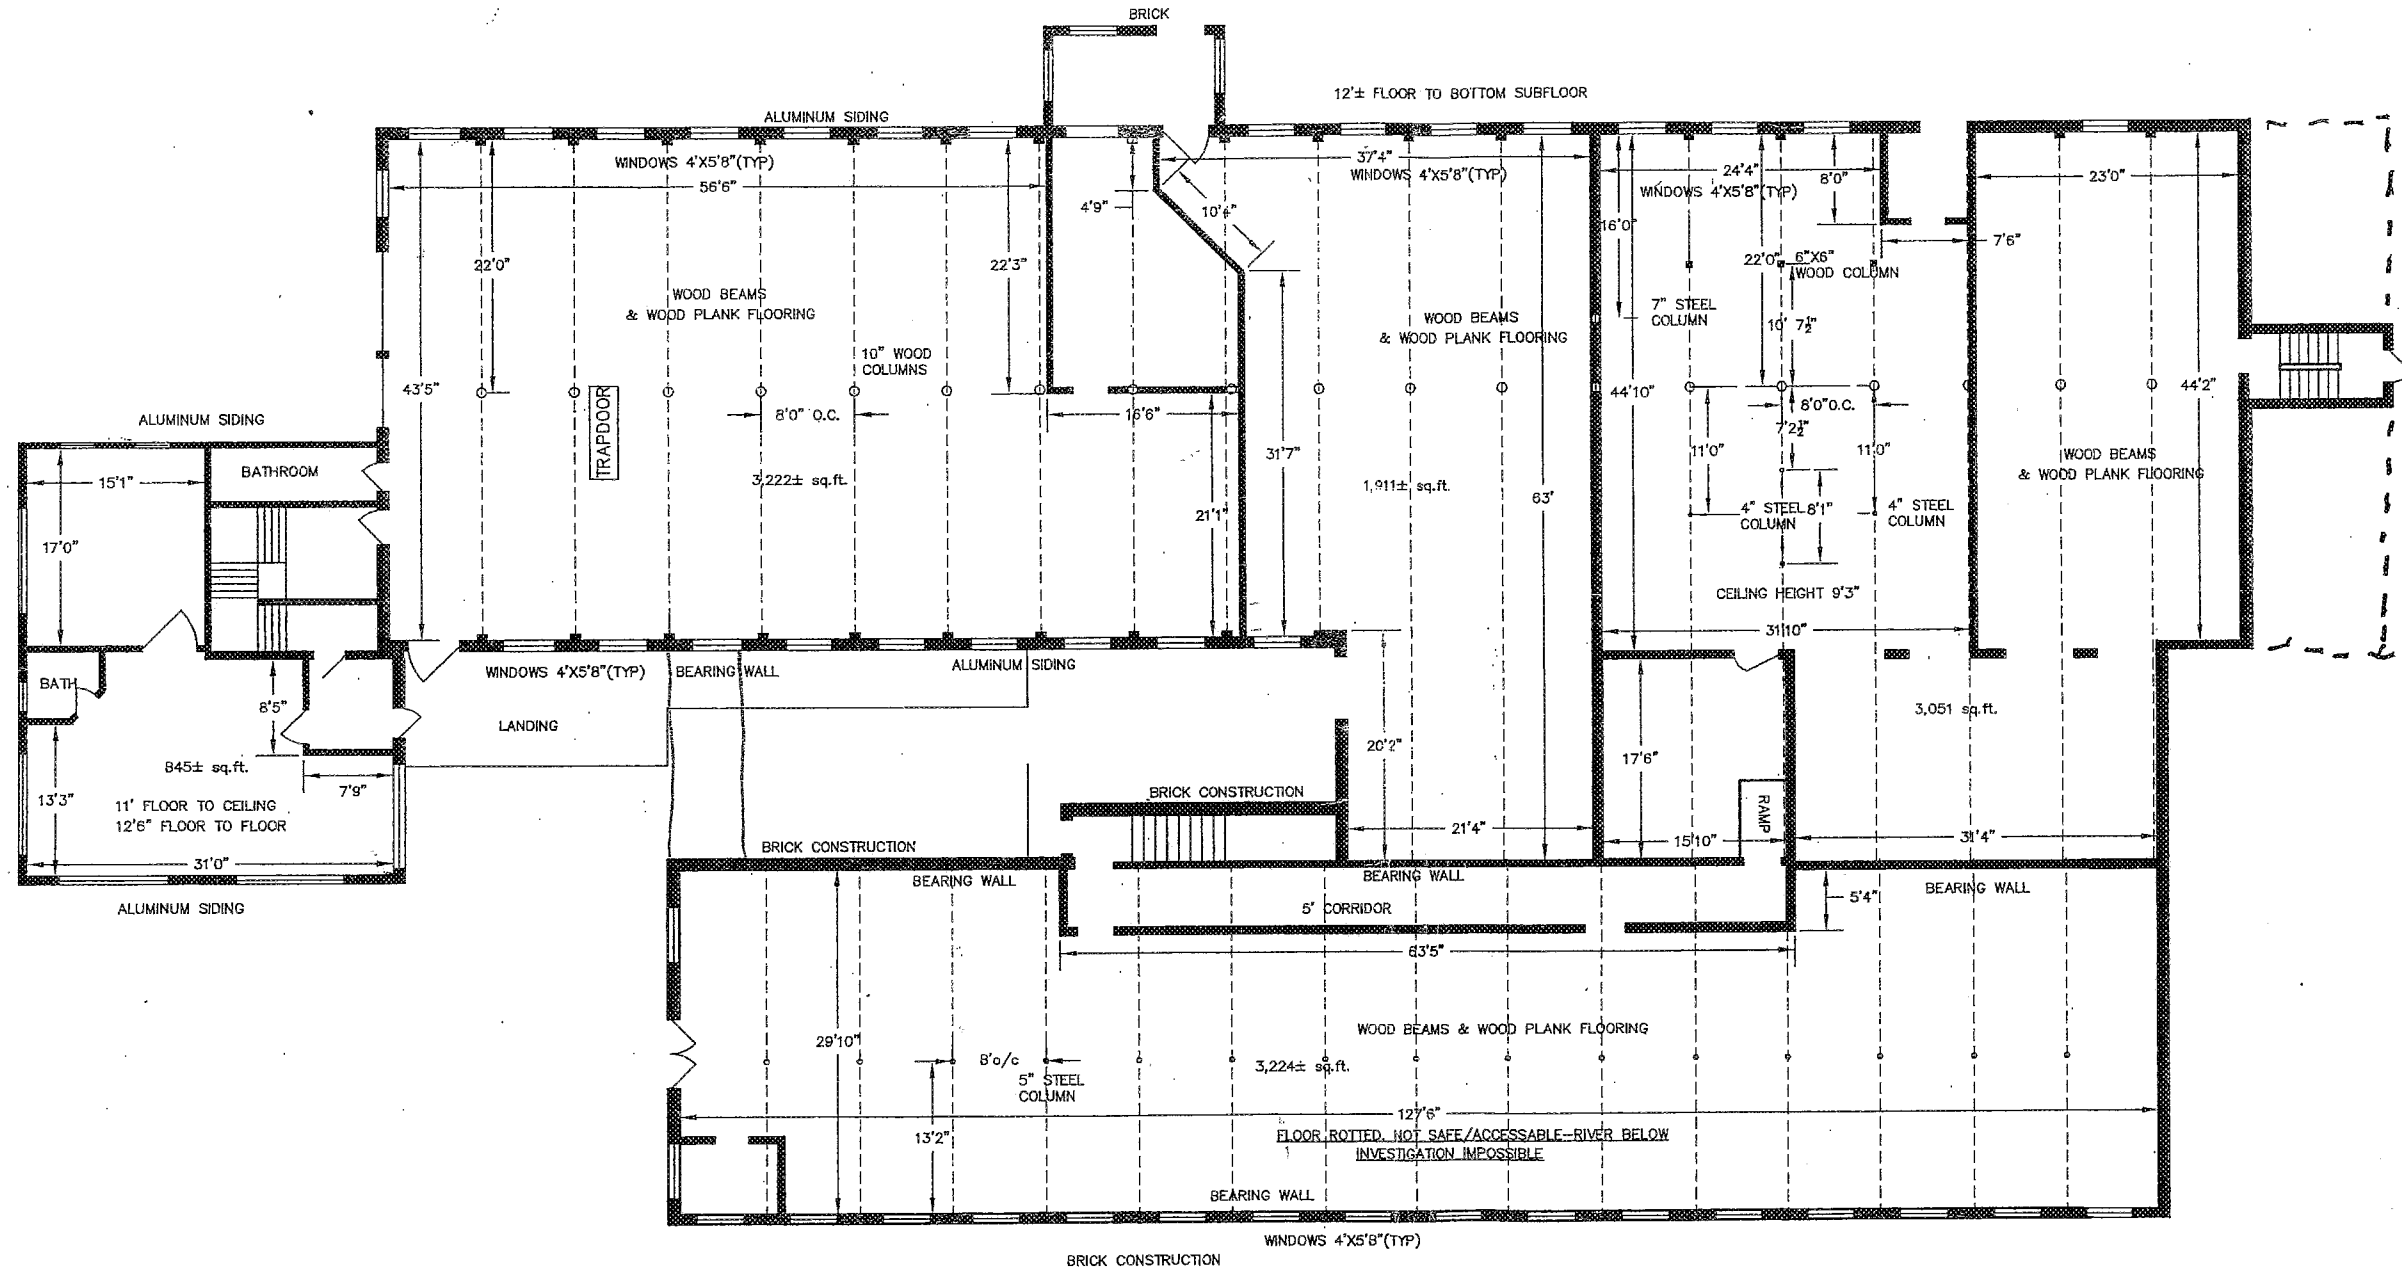 BRICK
12'± FLOOR TO BOTTOM SUBFLOOR
ALUMINUM SIDING
WINDOWS 4'X5'8"(TYP)
56'6"
37'4"
WINDOWS 4'X5'8"(TYP)
24'4"
WINDOWS 4'X5'8"(TYP)
8'0"
23'0"
4'9"
10'4"
16'0"
7'6"
22'0"
22'3"
22'0"
6"X6"
WOOD COLUMN
WOOD BEAMS
& WOOD PLANK FLOORING
7" STEEL
COLUMN
10' 7½"
WOOD BEAMS
& WOOD PLANK FLOORING
10" WOOD
COLUMNS
43'5"
44'10"
44'2"
TRAPDOOR
8'0" O.C.
16'6"
8'0"O.C.
7'2½"
ALUMINUM SIDING
BATHROOM
15'1"
31'7"
11'0"
11'0"
WOOD BEAMS
& WOOD PLANK FLOORING
3,222± sq.ft.
1,911± sq.ft.
63'
21'1"
4" STEEL
COLUMN
8'1"
4" STEEL
COLUMN
17'0"
CEILING HEIGHT 9'3"
31'10"
WINDOWS 4'X5'8"(TYP)
BEARING WALL
ALUMINUM SIDING
BATH
8'5"
LANDING
3,051 sq.ft.
20'2"
17'6"
845± sq.ft.
7'9"
13'3"
11' FLOOR TO CEILING
12'6" FLOOR TO FLOOR
BRICK CONSTRUCTION
RAMP
21'4"
15'10"
31'4"
31'0"
BRICK CONSTRUCTION
BEARING WALL
BEARING WALL
BEARING WALL
5'4"
ALUMINUM SIDING
5' CORRIDOR
63'5"
WOOD BEAMS & WOOD PLANK FLOORING
29'10"
8'o/c
3,224± sq.ft.
5" STEEL
COLUMN
127'6"
13'2"
FLOOR ROTTED, NOT SAFE/ACCESSABLE-RIVER BELOW
INVESTIGATION IMPOSSIBLE
BEARING WALL
WINDOWS 4'X5'8"(TYP)
BRICK CONSTRUCTION